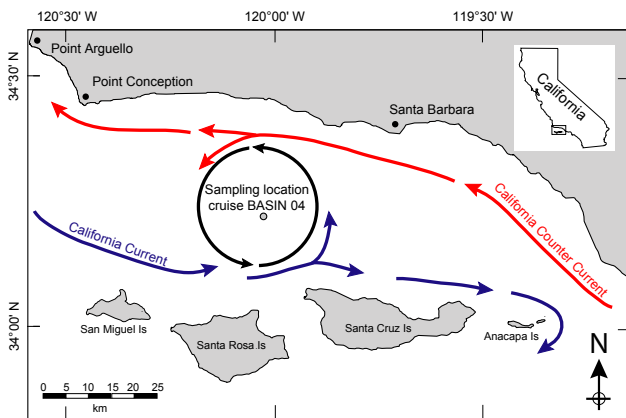 120°30' W
120°00' W
119°30' W
34°30' N
34°00' N
Point Arguello
Point Conception
Santa Barbara
California
Sampling location
cruise BASIN 04
California Current
California Counter Current
San Miguel Is
Santa Rosa Is
Santa Cruz Is
Anacapa Is
0 5 10 15 20 25
km
N